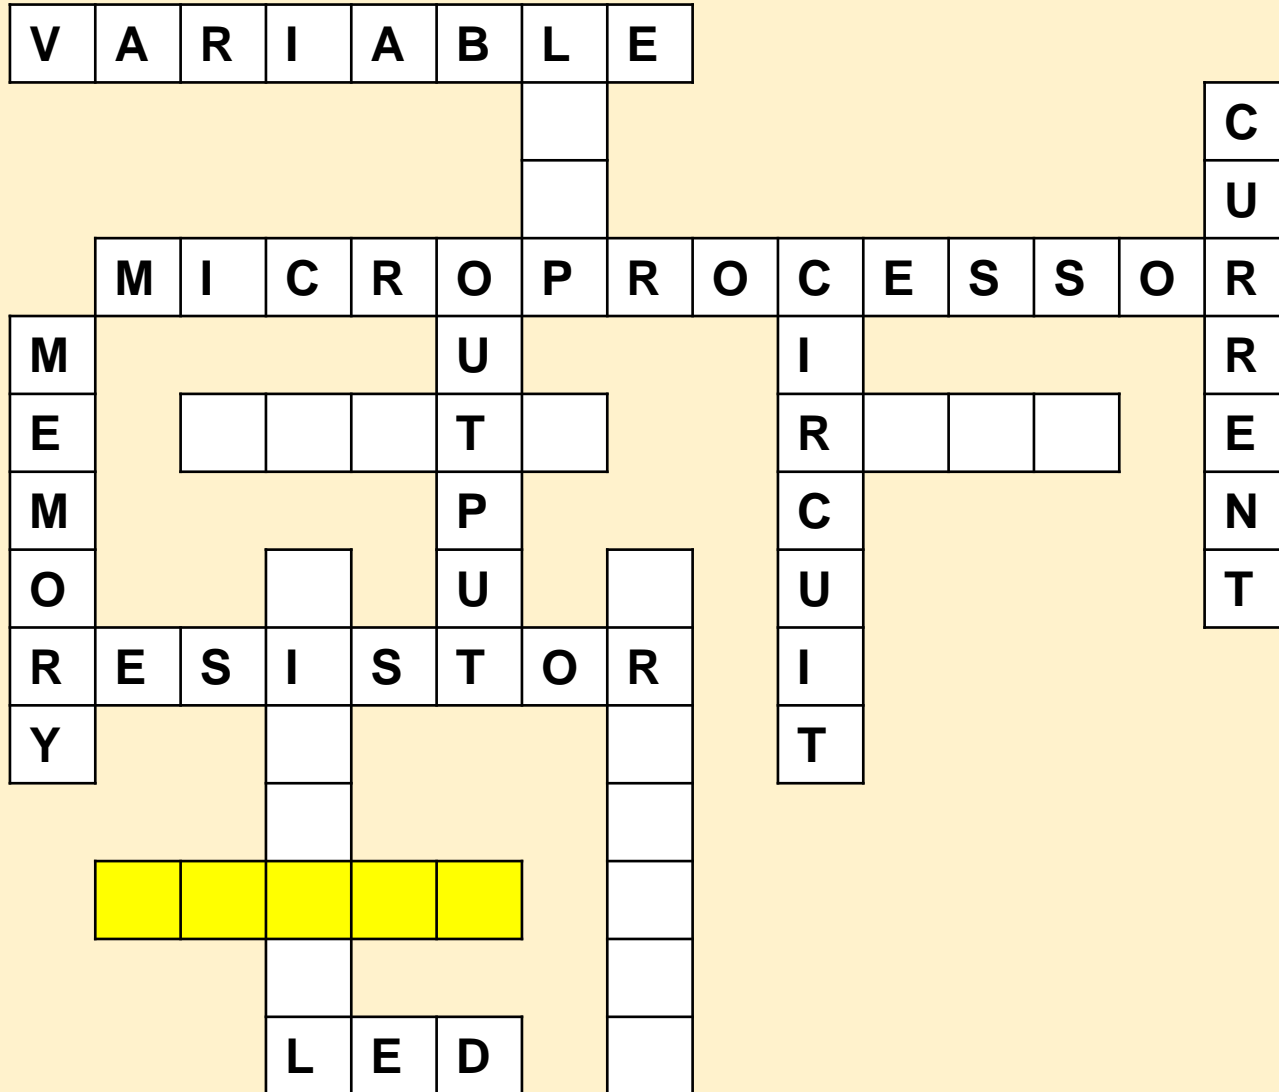 VARIABLE
C
U
MICROPROCESSOR
M U I R
E T R E
M P C N
O U U T
RESISTOR I
Y T
LED